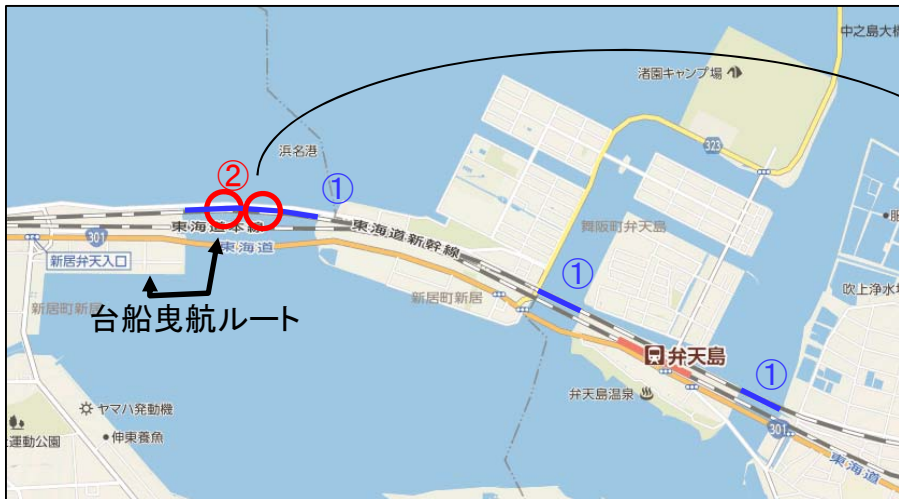 中之島大橋
渚園キャンプ場
浜名港
②
①
323
東海道本線
東海道
301
新居弁天入口
東海道新幹線
舞阪町弁天島
新居町新居
①
吹上浄水場
新居町新居
台船曳航ルート
弁天島
①
弁天島温泉
ヤマハ発動機
伸東養魚
運動公園
301
東海道